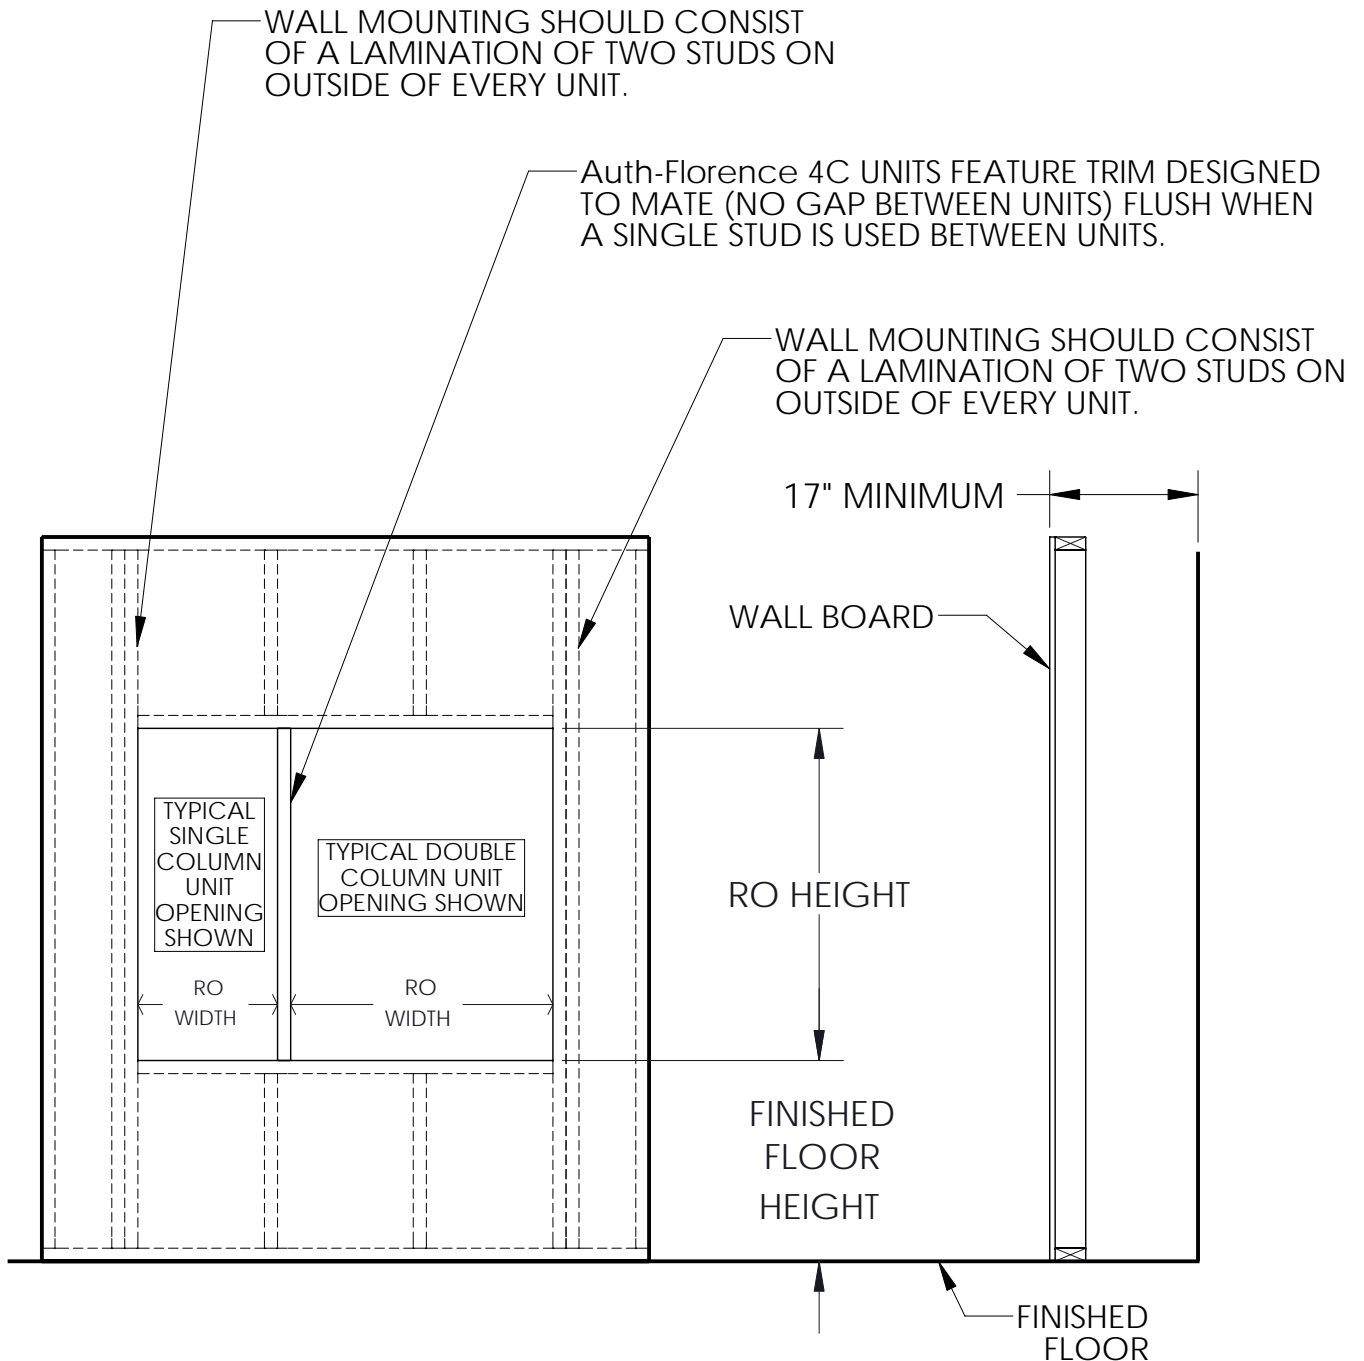 WALL MOUNTING SHOULD CONSIST
OF A LAMINATION OF TWO STUDS ON
OUTSIDE OF EVERY UNIT.
Auth-Florence 4C UNITS FEATURE TRIM DESIGNED
TO MATE (NO GAP BETWEEN UNITS) FLUSH WHEN
A SINGLE STUD IS USED BETWEEN UNITS.
WALL MOUNTING SHOULD CONSIST
OF A LAMINATION OF TWO STUDS ON
OUTSIDE OF EVERY UNIT.
17" MINIMUM
WALL BOARD
TYPICAL
SINGLE
COLUMN
UNIT
OPENING
SHOWN
TYPICAL DOUBLE
COLUMN UNIT
OPENING SHOWN
RO HEIGHT
RO
WIDTH
RO
WIDTH
FINISHED
FLOOR
HEIGHT
FINISHED
FLOOR